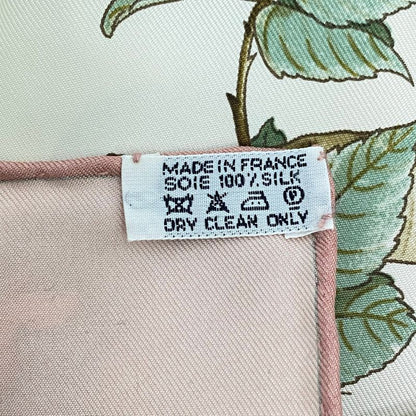 MADE IN FRANCE
SOIE 100% SILK
DRY CLEAN ONLY